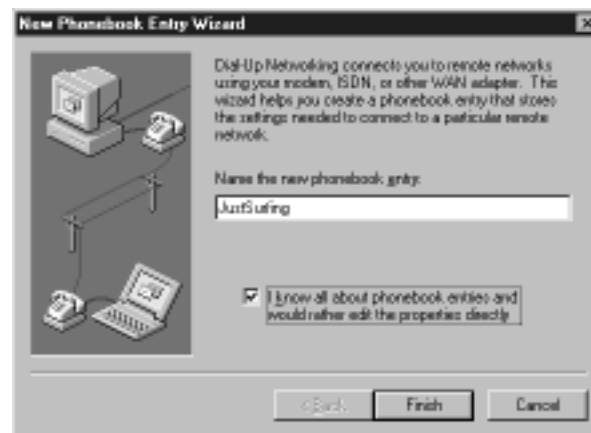 New Phonebook Entry Wizard
Dial-Up Networking connects you to remote networks
using your modem, ISDN, or other WAN adapter. This
wizard helps you create a phonebook entry that stores
the settings needed to connect to a particular remote
network.
Name the new phonebook entry:
JustSurfing
I know all about phonebook entries and
would rather edit the properties directly
< Back
Finish
Cancel